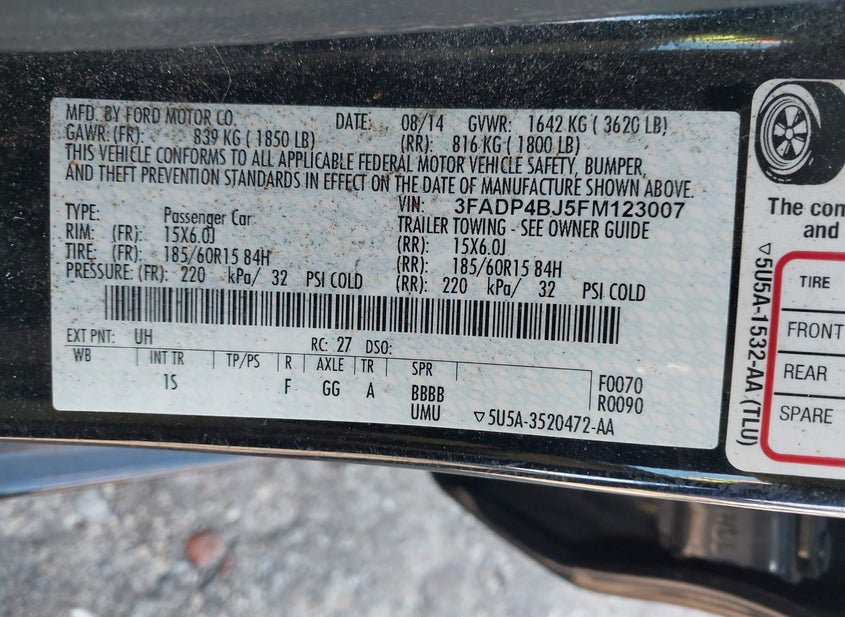 MFD. BY FORD MOTOR CO. DATE: 08/14 GVWR: 1642 KG ( 3620 LB)
GAWR: (FR): 839 KG ( 1850 LB) (RR): 816 KG ( 1800 LB)
THIS VEHICLE CONFORMS TO ALL APPLICABLE FEDERAL MOTOR VEHICLE SAFETY, BUMPER,
AND THEFT PREVENTION STANDARDS IN EFFECT ON THE DATE OF MANUFACTURE SHOWN ABOVE.
VIN: 3FADP4BJ5FM123007
TYPE: Passenger Car TRAILER TOWING - SEE OWNER GUIDE
RIM: (FR): 15X6.0J (RR): 15X6.0J
TIRE: (FR): 185/60R15 84H (RR): 185/60R15 84H
PRESSURE: (FR): 220 kPa/ 32 PSI COLD (RR): 220 kPa/ 32 PSI COLD
EXT PNT: UH RC: 27 DSO:
WB INT TR TP/PS R AXLE TR SPR
1S F GG A BBBB F0070
UMU R0090
▽5U5A-3520472-AA
The con
and
▽5U5A-1532-AA (TLU)
TIRE
FRONT
REAR
SPARE